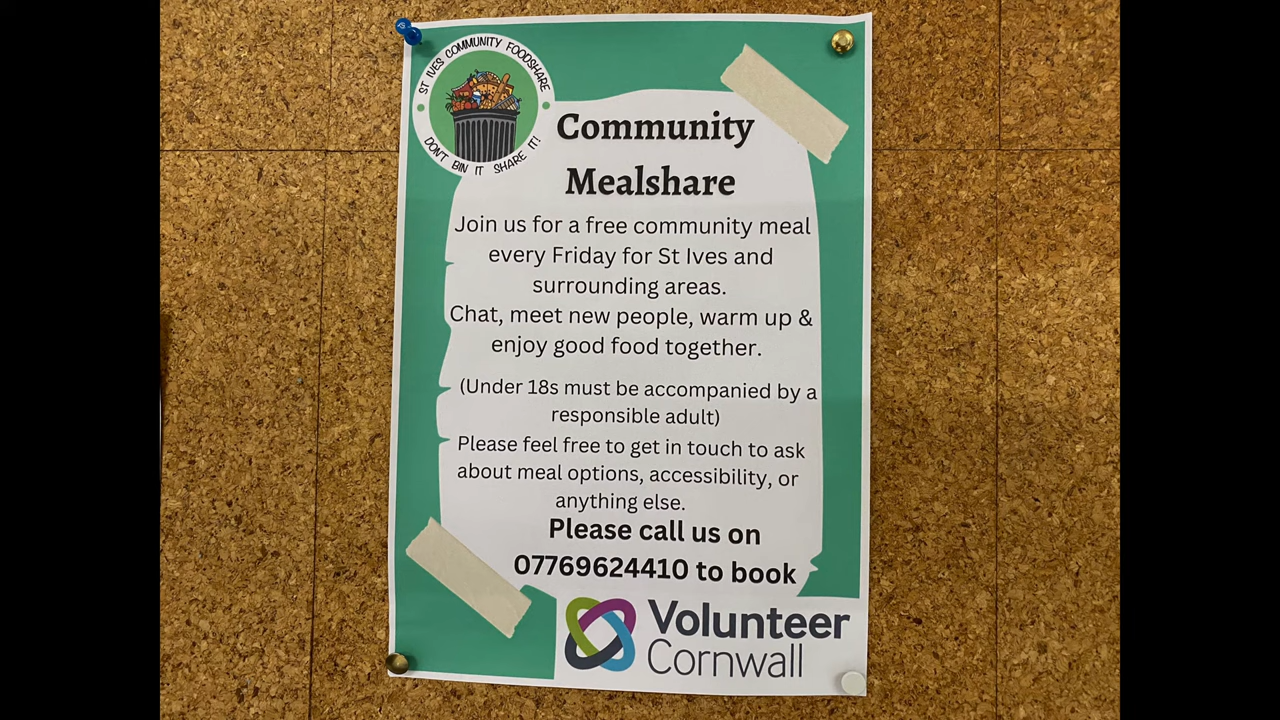 ST IVES COMMUNITY FOODSHARE
DON'T BIN IT SHARE IT!
Community
Mealshare
Join us for a free community meal
every Friday for St Ives and
surrounding areas.
Chat, meet new people, warm up &
enjoy good food together.
(Under 18s must be accompanied by a
responsible adult)
Please feel free to get in touch to ask
about meal options, accessibility, or
anything else.
Please call us on
07769624410 to book
Volunteer
Cornwall